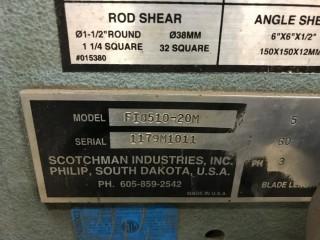 ROD SHEAR
Ø1-1/2"ROUND Ø38MM
1 1/4 SQUARE 32 SQUARE
#015380
ANGLE SHE
6"X6"X1/2"
150X150X12MM
MODEL FI0510-20M 5
SERIAL 1179M1011 60
PH 3
SCOTCHMAN INDUSTRIES, INC.
PHILIP, SOUTH DAKOTA, U.S.A.
PH. 605-859-2542
MADE IN U.S.A.
BLADE LEN